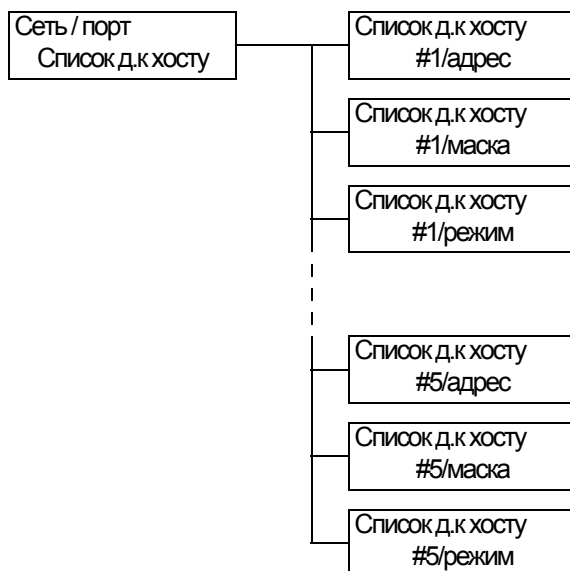 Сеть / порт
Список д.к хосту
Список д.к хосту
#1/адрес
Список д.к хосту
#1/маска
Список д.к хосту
#1/режим
Список д.к хосту
#5/адрес
Список д.к хосту
#5/маска
Список д.к хосту
#5/режим